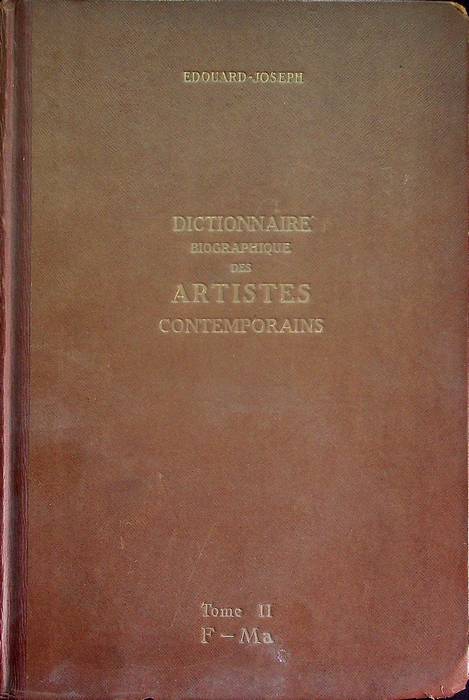 EDOUARD-JOSEPH
DICTIONNAIRE
BIOGRAPHIQUE
DES
ARTISTES
CONTEMPORAINS
Tome II
F - Ma